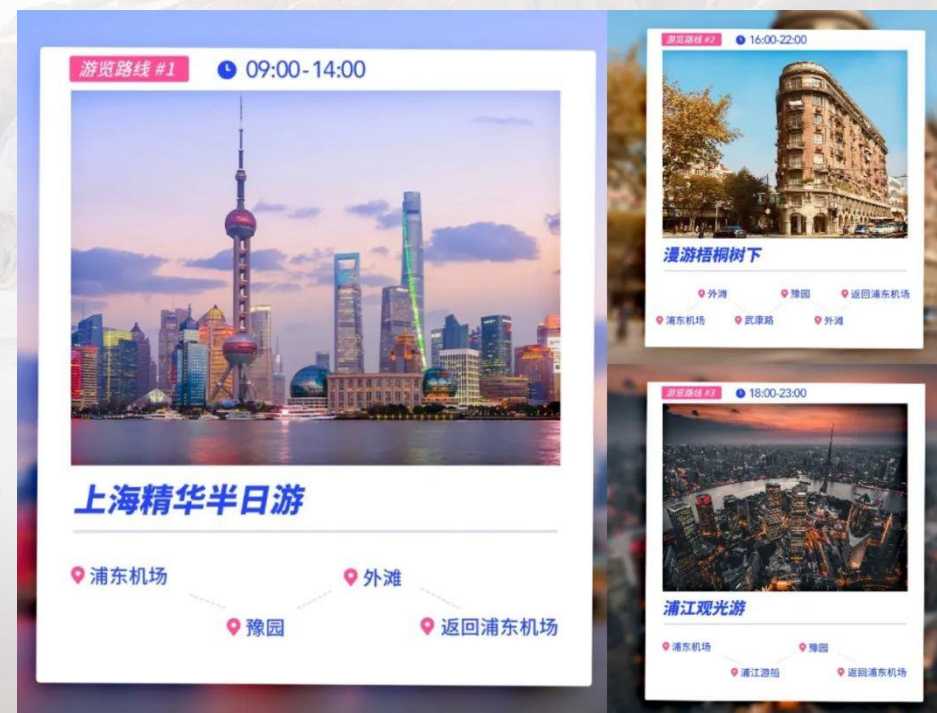 游览路线 #1
09:00-14:00
上海精华半日游
浦东机场
豫园
外滩
返回浦东机场
游览路线 #2
16:00-22:00
漫游梧桐树下
浦东机场
外滩
武康路
豫园
外滩
返回浦东机场
游览路线 #3
18:00-23:00
浦江观光游
浦东机场
浦江游船
豫园
返回浦东机场